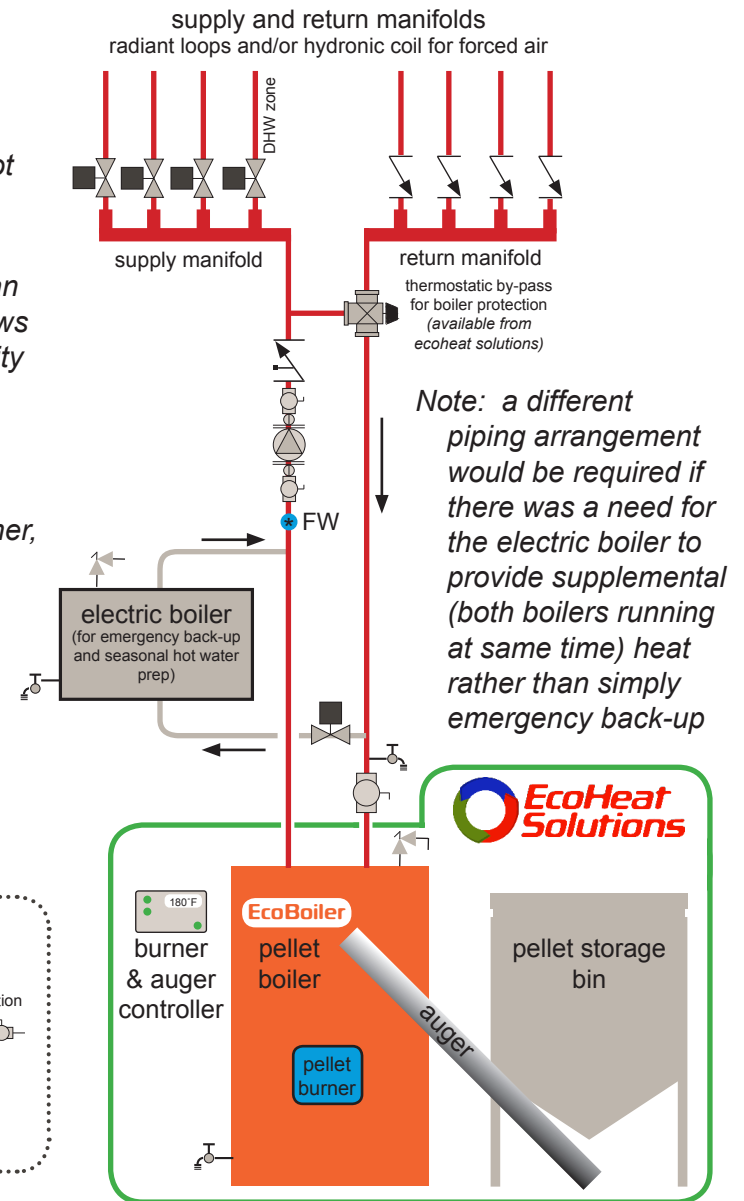 supply and return manifolds
radiant loops and/or hydronic coil for forced air
DHW zone
supply manifold
return manifold
thermostatic by-pass
for boiler protection
(available from
ecoheat solutions)
Note: a different
piping arrangement
would be required if
there was a need for
the electric boiler to
provide supplemental
(both boilers running
at same time) heat
rather than simply
emergency back-up
* FW
electric boiler
(for emergency back-up
and seasonal hot water
prep)
EcoHeat
Solutions
180˚F
burner
& auger
controller
EcoBoiler
pellet
boiler
pellet
burner
auger
pellet storage
bin